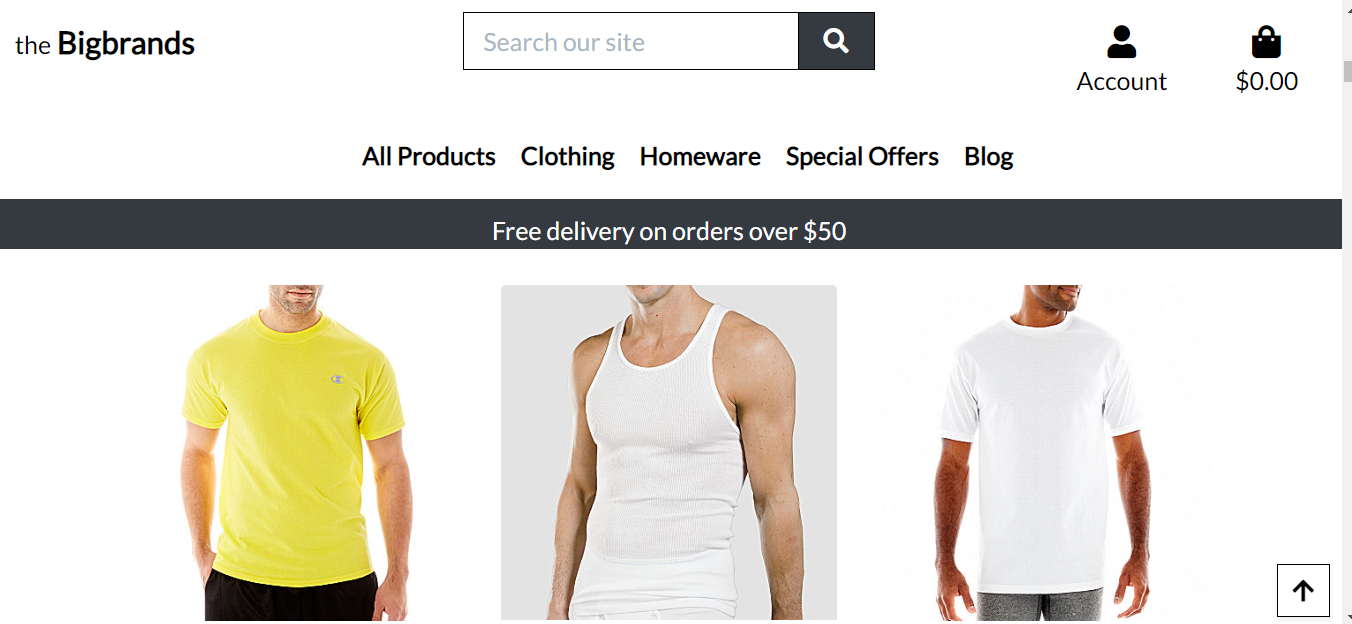 the Bigbrands
Search our site
Account
$0.00
All Products Clothing Homeware Special Offers Blog
Free delivery on orders over $50